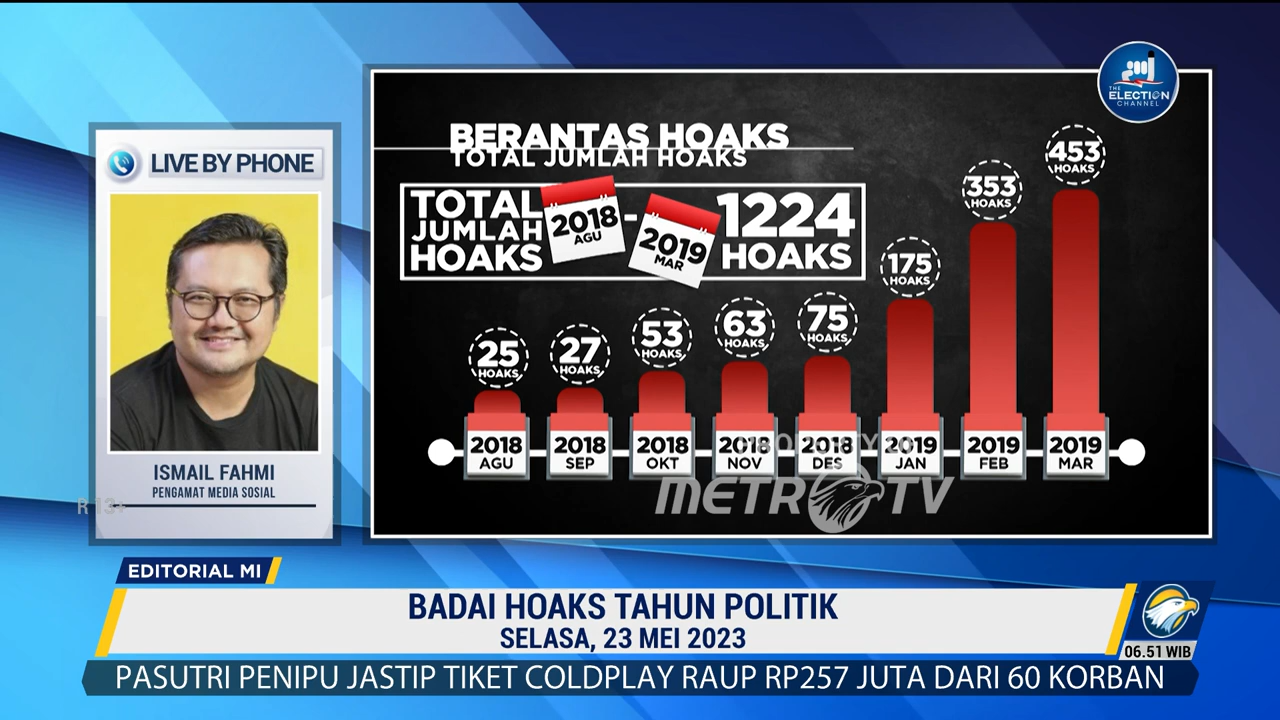 THE
ELECTION
CHANNEL
LIVE BY PHONE
ISMAIL FAHMI
PENGAMAT MEDIA SOSIAL
R 13+
BERANTAS HOAKS
TOTAL JUMLAH HOAKS
TOTAL
JUMLAH
HOAKS
2018
AGU
-
2019
MAR
1224
HOAKS
25
HOAKS
27
HOAKS
53
HOAKS
63
HOAKS
75
HOAKS
175
HOAKS
353
HOAKS
453
HOAKS
2018
AGU
2018
SEP
2018
OKT
2018
NOV
2018
DES
2019
JAN
2019
FEB
2019
MAR
METRO TV
EDITORIAL MI
BADAI HOAKS TAHUN POLITIK
SELASA, 23 MEI 2023
06.51 WIB
PASUTRI PENIPU JASTIP TIKET COLDPLAY RAUP RP257 JUTA DARI 60 KORBAN